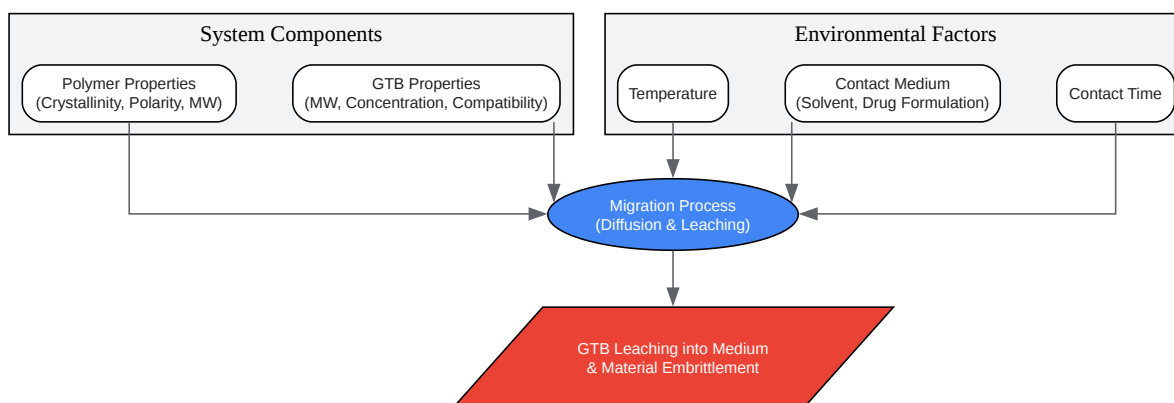 System Components
Polymer Properties
(Crystallinity, Polarity, MW)
GTB Properties
(MW, Concentration, Compatibility)
Environmental Factors
Temperature
Contact Medium
(Solvent, Drug Formulation)
Contact Time
Migration Process
(Diffusion & Leaching)
GTB Leaching into Medium
& Material Embrittlement